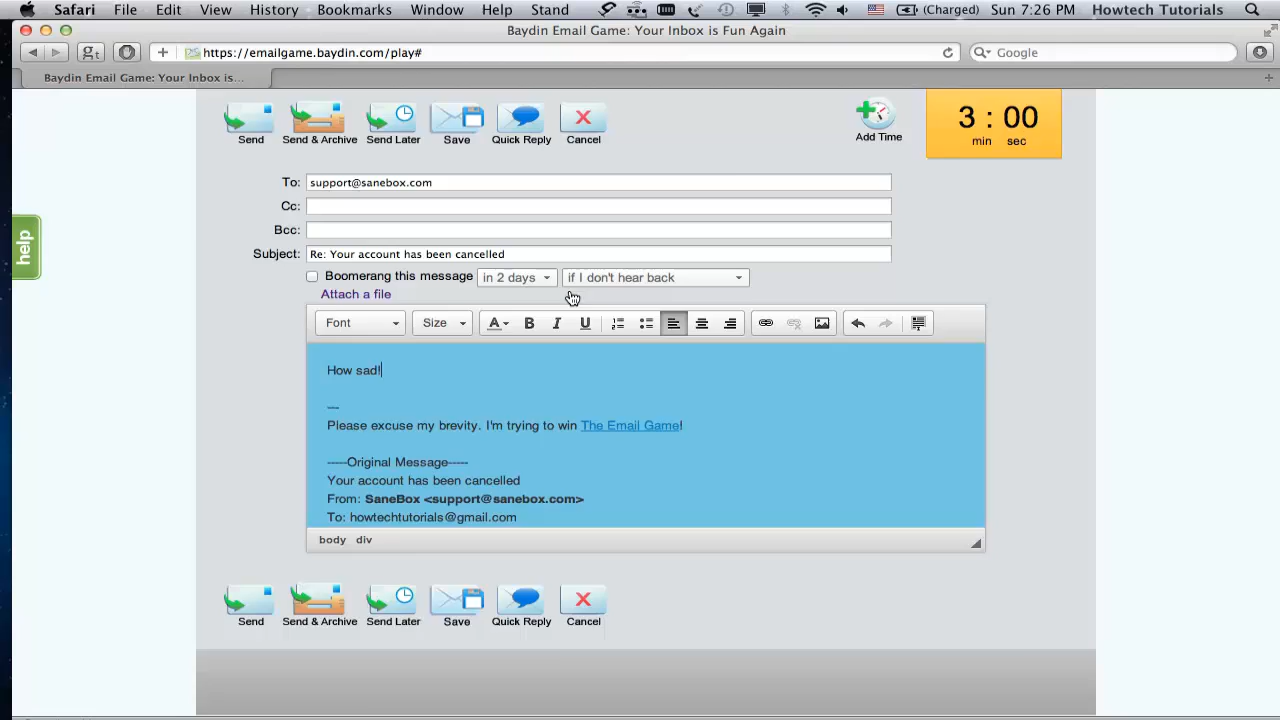 Safari File Edit View History Bookmarks Window Help Stand (Charged) Sun 7:26 PM Howtech Tutorials
Baydin Email Game: Your Inbox is Fun Again
https://emailgame.baydin.com/play# Google
Baydin Email Game: Your Inbox is...
Send Send & Archive Send Later Save Quick Reply Cancel Add Time 3 : 00 min sec
To: support@sanebox.com
Cc:
Bcc:
Subject: Re: Your account has been cancelled
help
Boomerang this message in 2 days if I don't hear back
Attach a file
Font Size A B I U
How sad!
---
Please excuse my brevity. I'm trying to win The Email Game!
-----Original Message-----
Your account has been cancelled
From: SaneBox <support@sanebox.com>
To: howtechtutorials@gmail.com
body div
Send Send & Archive Send Later Save Quick Reply Cancel